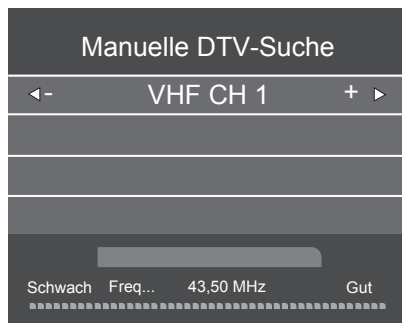 Manuelle DTV-Suche
- VHF CH 1 +
Schwach Freq... 43,50 MHz Gut